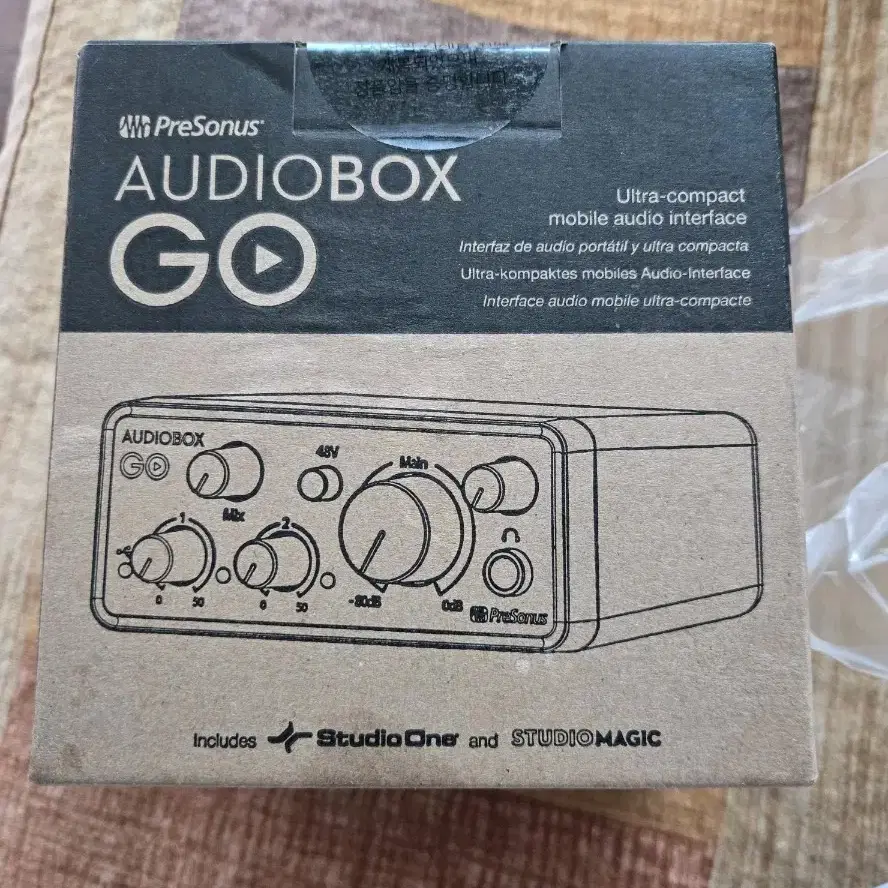 PreSonus
AUDIOBOX
GO
Ultra-compact
mobile audio interface
Interfaz de audio portátil y ultra compacta
Ultra-kompaktes mobiles Audio-Interface
Interface audio mobile ultra-compacte
AUDIOBOX
GO
48V
Main
Mix
1
2
0
50
0
50
-80dB
0dB
PreSonus
Includes Studio One and STUDIOMAGIC